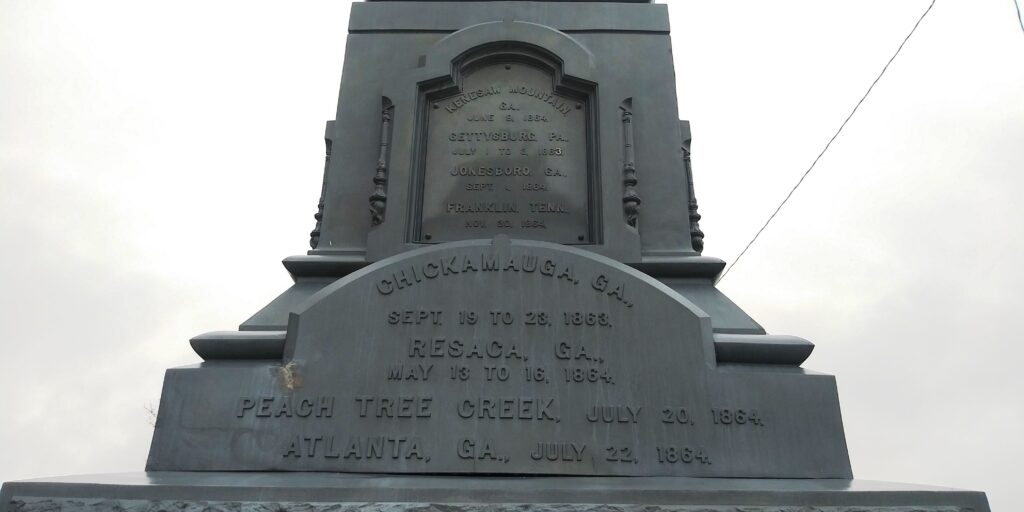 KENESAW MOUNTAIN,
GA.,
JUNE 9, 1864.
GETTYSBURG, PA.,
JULY 1 TO 3, 1863.
JONESBORO, GA.,
SEPT. 1, 1864.
FRANKLIN, TENN.,
NOV. 30, 1864.
CHICKAMAUGA, GA.,
SEPT. 19 TO 23, 1863.
RESACA, GA.,
MAY 13 TO 16, 1864.
PEACH TREE CREEK, JULY 20, 1864.
ATLANTA, GA., JULY 22, 1864.